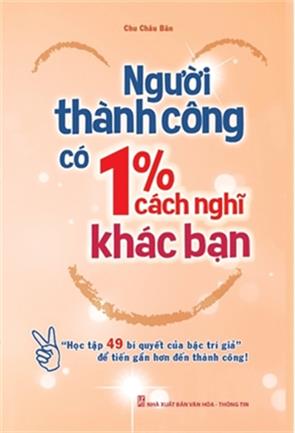 Chu Châu Bân
Người
thành công
có 1% cách nghĩ
khác bạn
"Học tập 49 bí quyết của bậc trí giả"
để tiến gần hơn đến thành công!
NHÀ XUẤT BẢN VĂN HÓA - THÔNG TIN